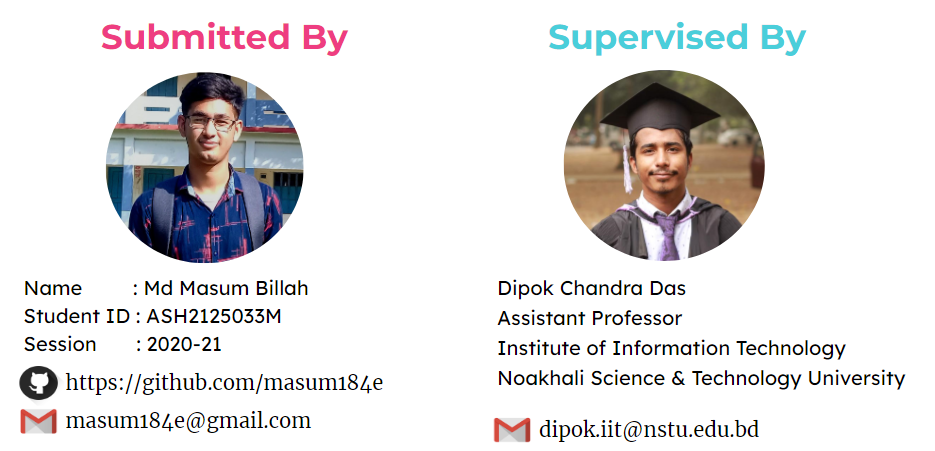 Submitted By
Name : Md Masum Billah
Student ID : ASH2125033M
Session : 2020-21
https://github.com/masum184e
masum184e@gmail.com
Supervised By
Dipok Chandra Das
Assistant Professor
Institute of Information Technology
Noakhali Science & Technology University
dipok.iit@nstu.edu.bd